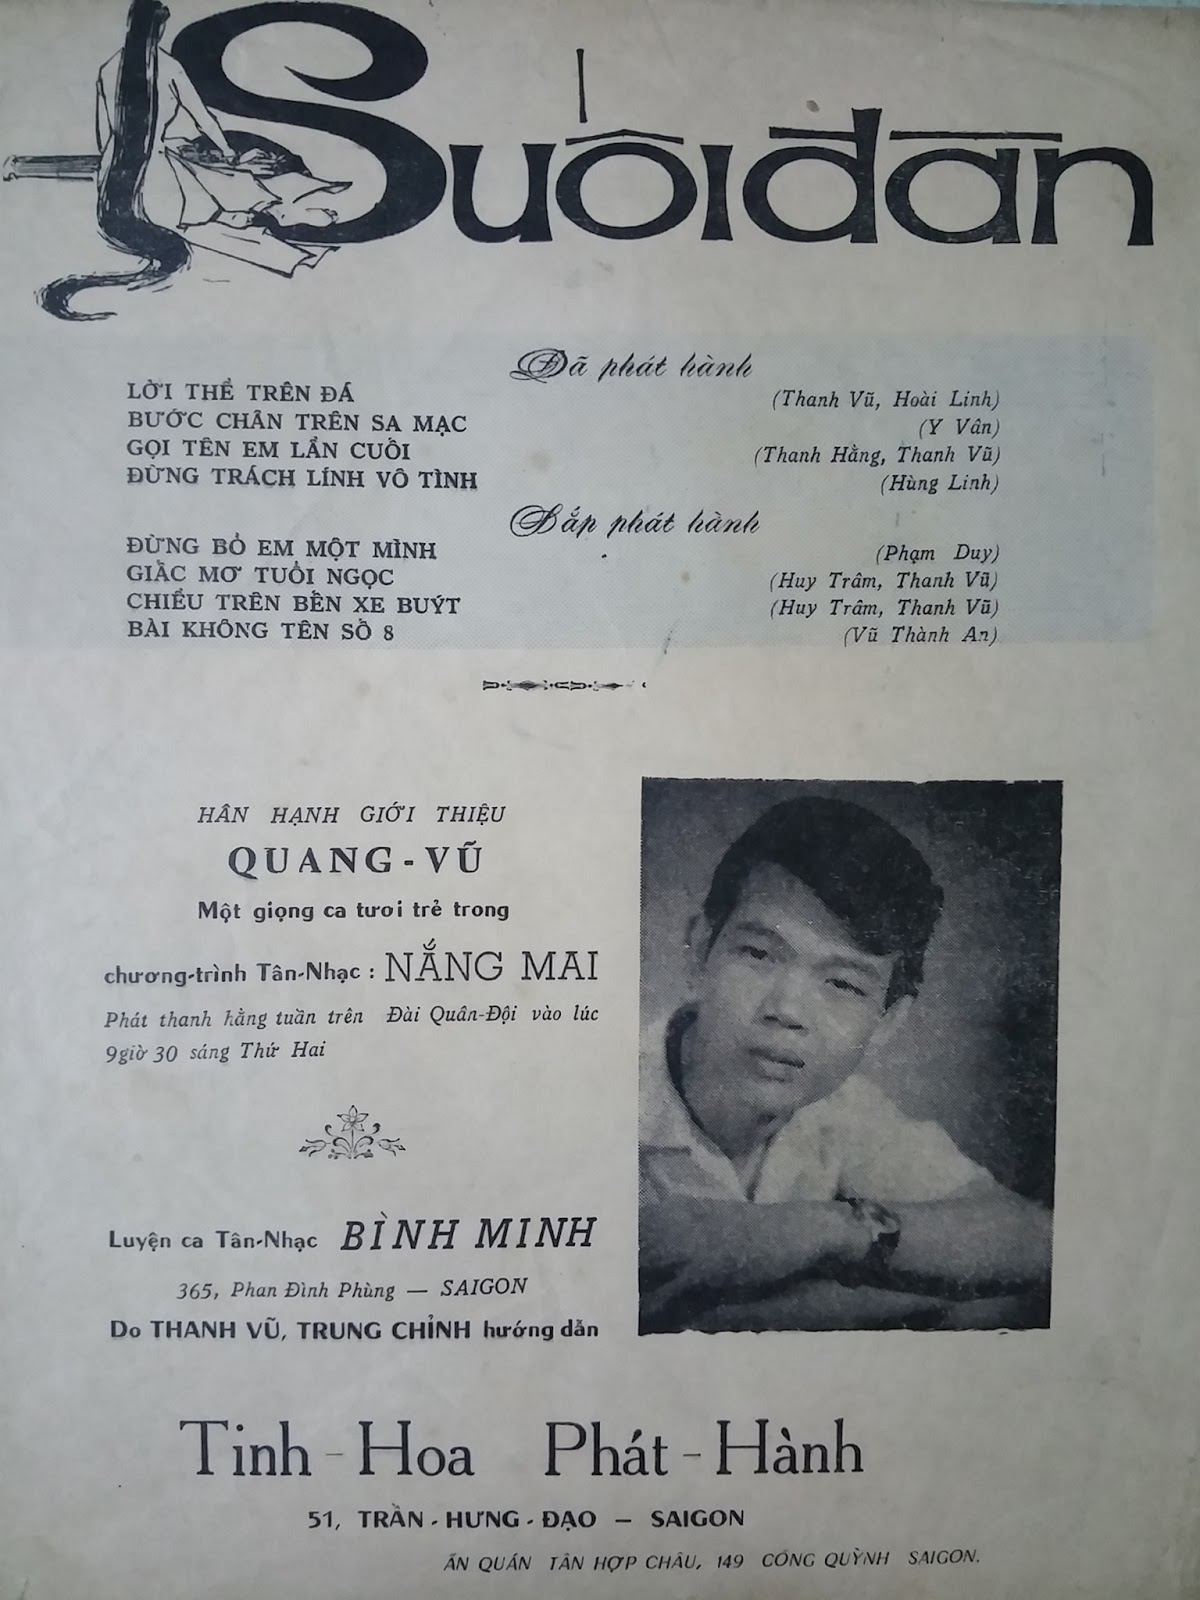 Suối đàn
Đã phát hành
LỜI THỀ TRÊN ĐÁ (Thanh Vũ, Hoài Linh)
BƯỚC CHÂN TRÊN SA MẠC (Y Vân)
GỌI TÊN EM LẦN CUỐI (Thanh Hằng, Thanh Vũ)
ĐỪNG TRÁCH LÍNH VÔ TÌNH (Hùng Linh)
Sắp phát hành
ĐỪNG BỎ EM MỘT MÌNH (Phạm Duy)
GIẤC MƠ TUỔI NGỌC (Huy Trâm, Thanh Vũ)
CHIỀU TRÊN BẾN XE BUÝT (Huy Trâm, Thanh Vũ)
BÀI KHÔNG TÊN SỐ 8 (Vũ Thành An)
HÂN HẠNH GIỚI THIỆU
QUANG - VŨ
Một giọng ca tươi trẻ trong
chương-trình Tân-Nhạc : NẮNG MAI
Phát thanh hằng tuần trên Đài Quân-Đội vào lúc
9giờ 30 sáng Thứ Hai
Luyện ca Tân-Nhạc BÌNH MINH
365, Phan Đình Phùng — SAIGON
Do THANH VŨ, TRUNG CHỈNH hướng dẫn
Tinh - Hoa Phát - Hành
51, TRẦN - HƯNG - ĐẠO — SAIGON
ẤN QUÁN TÂN HỢP CHÂU, 149 CỐNG QUỲNH SAIGON.